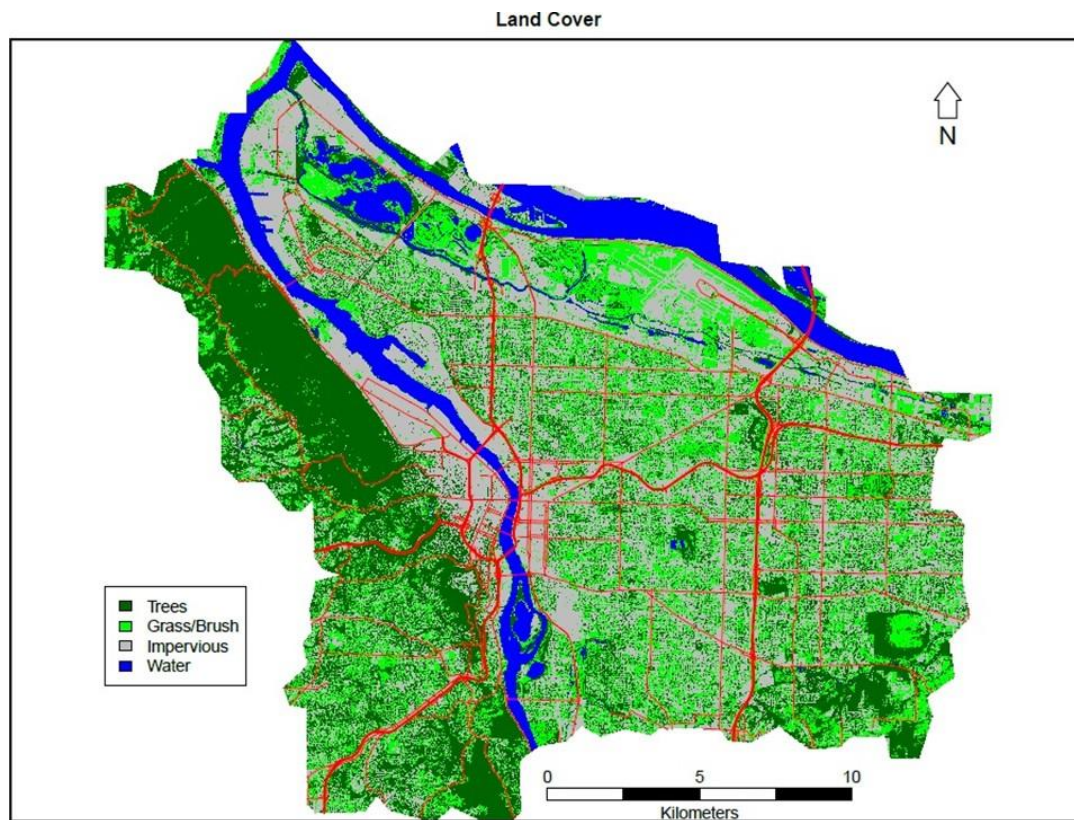 Land Cover
N
Trees
Grass/Brush
Impervious
Water
0 5 10
Kilometers